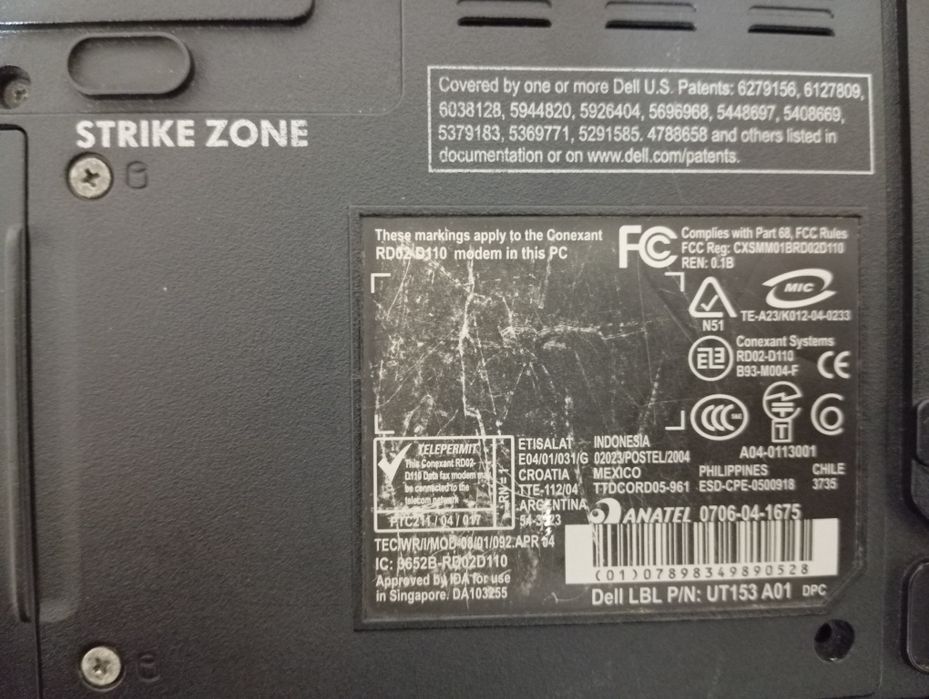 Covered by one or more Dell U.S. Patents: 6279156, 6127809,
6038128, 5944820, 5926404, 5696968, 5448697, 5408669,
5379183, 5369771, 5291585. 4788658 and others listed in
documentation or on www.dell.com/patents.
STRIKE ZONE
These markings apply to the Conexant
RD02-D110 modem in this PC
FC
Complies with Part 68, FCC Rules
FCC Reg: CXSMM01BRD02D110
REN: 0.1B
N51
MIC
TE-A23/K012-04-0233
Conexant Systems
RD02-D110
B93-M004-F
CE
CCC
A04-0113001
TELEPERMIT
This Conexant RD02-
D110 Data fax modem may
be connected to the
telecom network
RN = 1
PTC211 / 04 / 017
ETISALAT
E04/01/031/G
CROATIA
TTE-112/04
ARGENTINA
INDONESIA
02023/POSTEL/2004
MEXICO
TTDCORD05-961
PHILIPPINES
ESD-CPE-0500918
CHILE
3735
ANATEL 0706-04-1675
(01)07898349890528
TEC/WR/I/MOD-08/01/092.APR 04
IC: 3652B-RD02D110
Approved by IDA for use
in Singapore. DA103255
Dell LBL P/N: UT153 A01 DPC